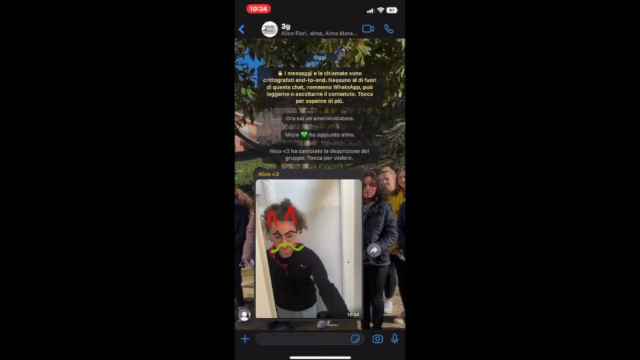 10:34
3g
Alice Fiori, alma, Alma Mara...
Oggi
I messaggi e le chiamate sono
crittografati end-to-end. Nessuno al di fuori
di questa chat, nemmeno WhatsApp, può
leggerne o ascoltarne il contenuto. Tocca
per saperne di più.
Ora sei un amministratore.
ha aggiunto alma.
Nico <3 ha cambiato la descrizione del
gruppo. Tocca per vedere.
Nico <3
10:34